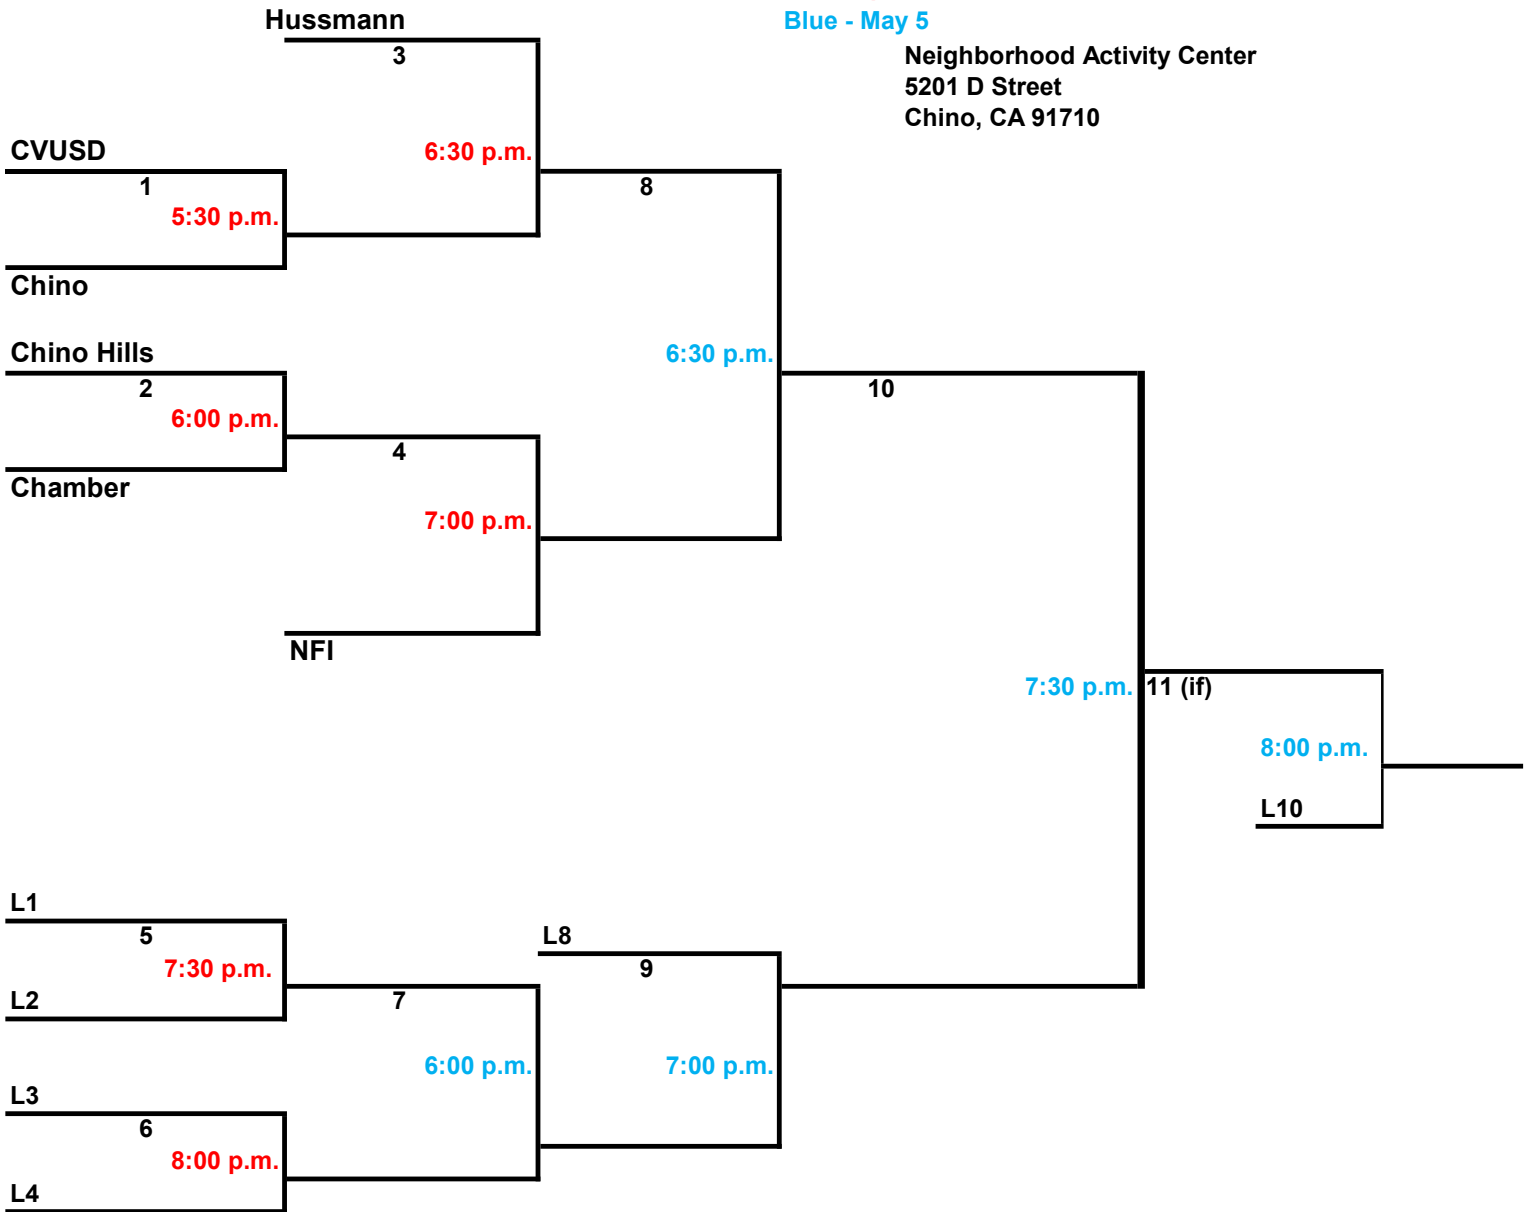 Hussmann
Blue - May 5
3
Neighborhood Activity Center
5201 D Street
Chino, CA 91710
CVUSD
6:30 p.m.
1
8
5:30 p.m.
Chino
Chino Hills
6:30 p.m.
2
10
6:00 p.m.
4
Chamber
7:00 p.m.
NFI
7:30 p.m.
11 (if)
8:00 p.m.
L10
L1
5
L8
7:30 p.m.
9
L2
7
6:00 p.m.
7:00 p.m.
L3
6
8:00 p.m.
L4